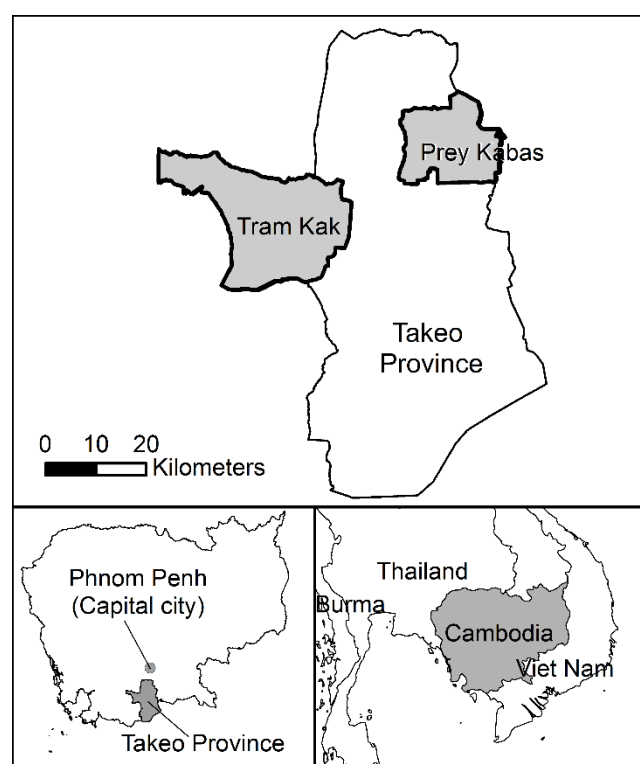 Prey Kabas
Tram Kak
Takeo
Province
0 10 20
Kilometers
Phnom Penh
(Capital city)
Takeo Province
Thailand
Burma
Cambodia
Viet Nam